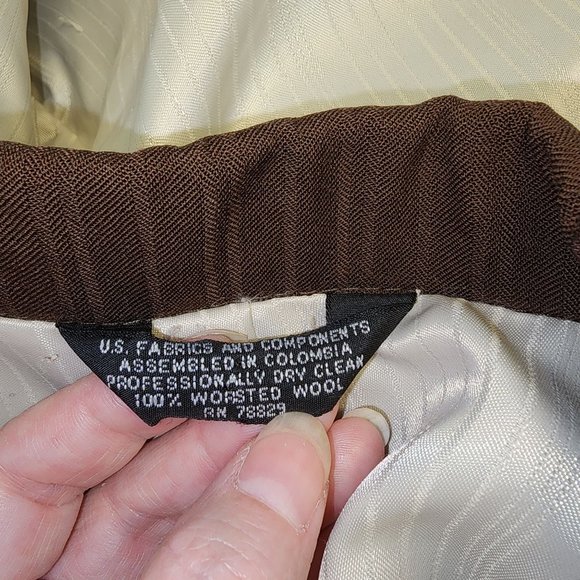 U.S. FABRICS AND COMPONENTS
ASSEMBLED IN COLOMBIA
PROFESSIONALLY DRY CLEAN
100% WORSTED WOOL
RN 78829